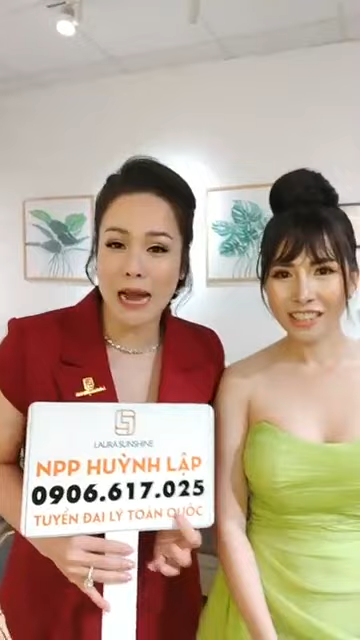 LAURA SUNSHINE
NPP HUỲNH LẬP
0906.617.025
TUYỂN ĐẠI LÝ TOÀN QUỐC